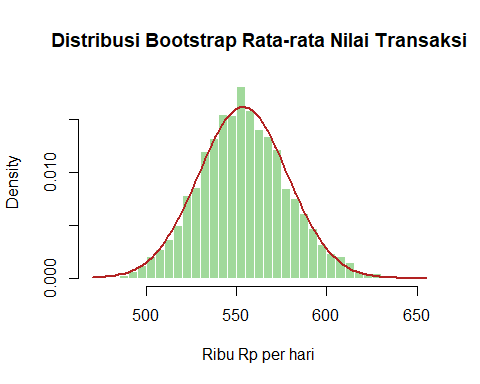 Distribusi Bootstrap Rata-rata Nilai Transaksi
Density
0.010
0.000
500 550 600 650
Ribu Rp per hari